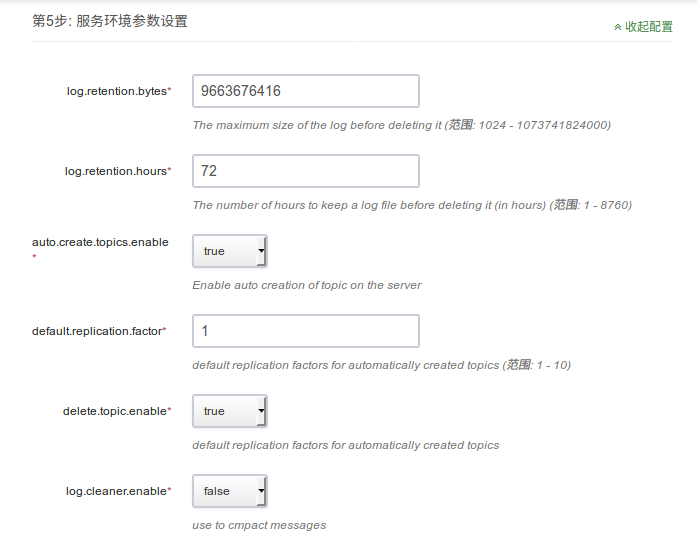 第5步: 服务环境参数设置
收起配置
log.retention.bytes*
9663676416
The maximum size of the log before deleting it (范围: 1024 - 1073741824000)
log.retention.hours*
72
The number of hours to keep a log file before deleting it (in hours) (范围: 1 - 8760)
auto.create.topics.enable
*
true
Enable auto creation of topic on the server
default.replication.factor*
1
default replication factors for automatically created topics (范围: 1 - 10)
delete.topic.enable*
true
default replication factors for automatically created topics
log.cleaner.enable*
false
use to cmpact messages